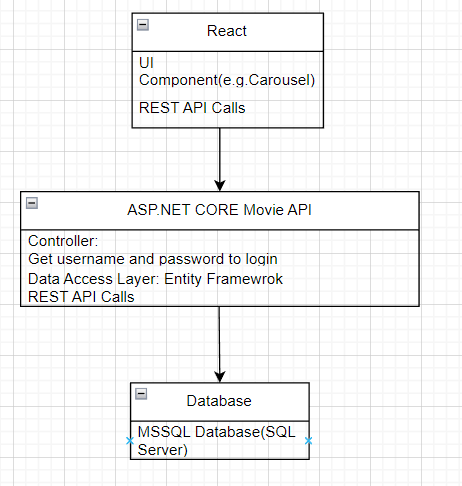 React
UI
Component(e.g.Carousel)
REST API Calls
ASP.NET CORE Movie API
Controller:
Get username and password to login
Data Access Layer: Entity Framewrok
REST API Calls
Database
MSSQL Database(SQL
Server)